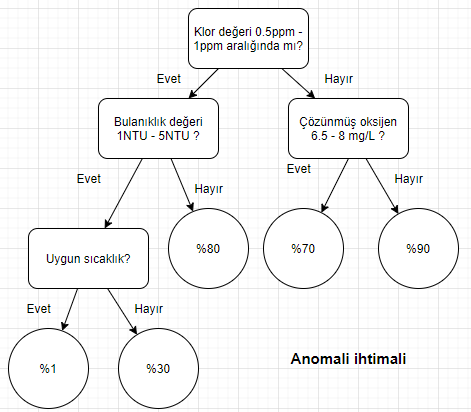 Klor değeri 0.5ppm -
1ppm aralığında mı?
Evet
Hayır
Bulanıklık değeri
1NTU - 5NTU ?
Çözünmüş oksijen
6.5 - 8 mg/L ?
Evet
Hayır
Evet
Hayır
Uygun sıcaklık?
%80
%70
%90
Evet
Hayır
%1
%30
Anomali ihtimali